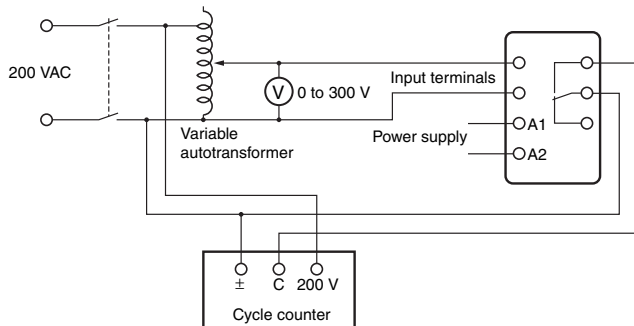 200 VAC
V
0 to 300 V
Input terminals
Variable
autotransformer
Power supply
A1
A2
± C 200 V
Cycle counter